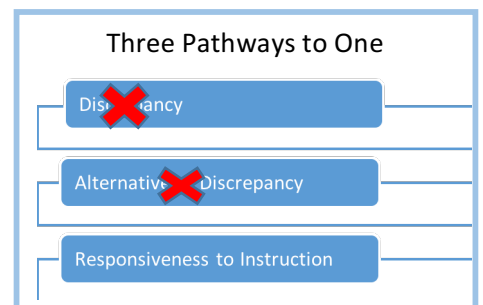 Three Pathways to One
Dis ancy
Alternative Discrepancy
Responsiveness to Instruction